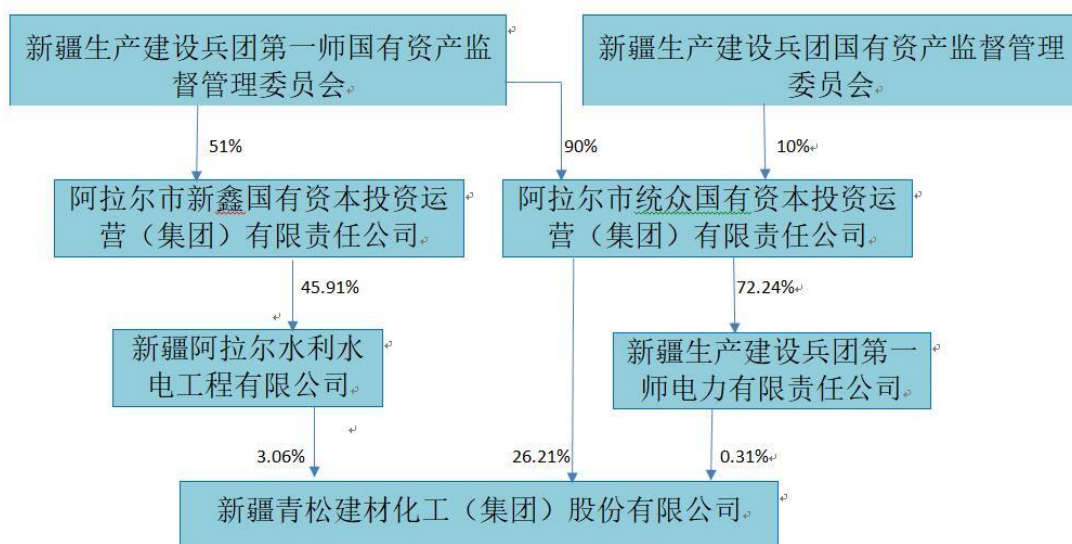 新疆生产建设兵团第一师国有资产监
督管理委员会
新疆生产建设兵团国有资产监督管理
委员会
51%
90%
10%
阿拉尔市新鑫国有资本投资运
营（集团）有限责任公司
阿拉尔市统众国有资本投资运
营（集团）有限责任公司
45.91%
72.24%
新疆阿拉尔水利水
电工程有限公司
新疆生产建设兵团第一
师电力有限责任公司
3.06%
26.21%
0.31%
新疆青松建材化工（集团）股份有限公司